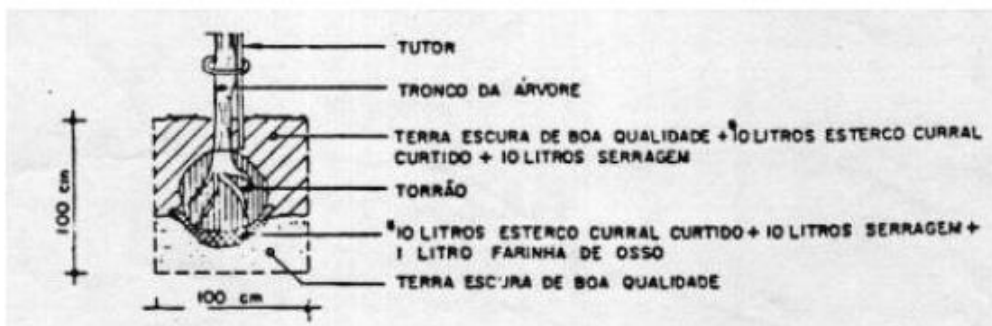 TUTOR
TRONCO DA ÁRVORE
TERRA ESCURA DE BOA QUALIDADE + *10 LITROS ESTERCO CURRAL
CURTIDO + 10 LITROS SERRAGEM
TORRÃO
*10 LITROS ESTERCO CURRAL CURTIDO + 10 LITROS SERRAGEM +
1 LITRO FARINHA DE OSSO
TERRA ESCURA DE BOA QUALIDADE
100 cm
100 cm